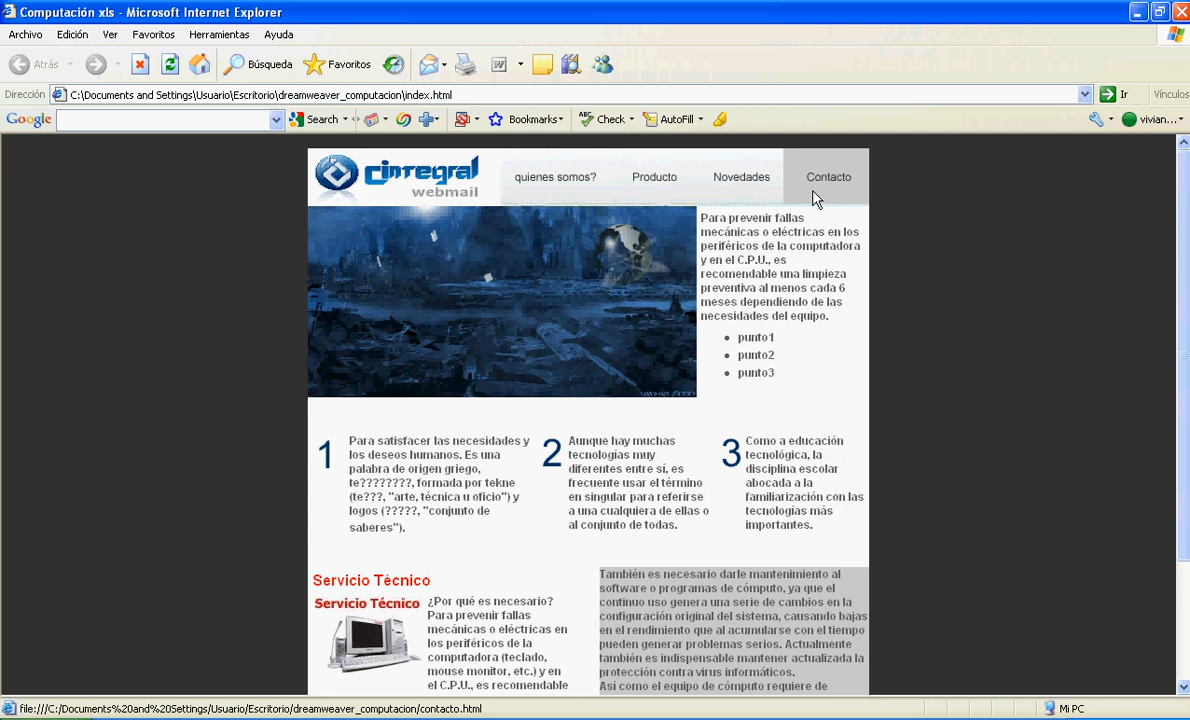 Computación xls - Microsoft Internet Explorer
Archivo Edición Ver Favoritos Herramientas Ayuda
Atrás Búsqueda Favoritos
Dirección C:\Documents and Settings\Usuario\Escritorio\dreamweaver_computacion\index.html Ir Vínculos
Google Search Bookmarks Check AutoFill vivian...
cintegral
webmail
quienes somos? Producto Novedades Contacto
Para prevenir fallas
mecánicas o eléctricas en los
periféricos de la computadora
y en el C.P.U., es
recomendable una limpieza
preventiva al menos cada 6
meses dependiendo de las
necesidades del equipo.
punto1
punto2
punto3
1
Para satisfacer las necesidades y
los deseos humanos. Es una
palabra de origen griego,
te????????, formada por tekne
(te???, "arte, técnica u oficio") y
logos (?????, "conjunto de
saberes").
2
Aunque hay muchas
tecnologías muy
diferentes entre sí, es
frecuente usar el término
en singular para referirse
a una cualquiera de ellas o
al conjunto de todas.
3
Como a educación
tecnológica, la
disciplina escolar
abocada a la
familiarización con las
tecnologías más
importantes.
Servicio Tècnico
Servicio Técnico
¿Por qué es necesario?
Para prevenir fallas
mecánicas o eléctricas en
los periféricos de la
computadora (teclado,
mouse monitor, etc.) y en
el C.P.U., es recomendable
También es necesario darle mantenimiento al
software o programas de cómputo, ya que el
continuo uso genera una serie de cambios en la
configuración original del sistema, causando bajas
en el rendimiento que al acumularse con el tiempo
pueden generar problemas serios. Actualmente
también es indispensable mantener actualizada la
protección contra virus informáticos.
Asi como el equipo de cómputo requiere de
file:///C:/Documents%20and%20Settings/Usuario/Escritorio/dreamweaver_computacion/contacto.html Mi PC